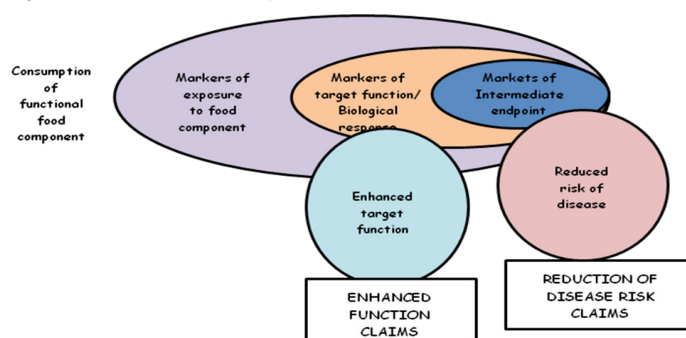 Consumption
of
functional
food
component
Markers of
exposure
to food
component
Markers of
target function/
Biological
response
Markets of
Intermediate
endpoint
Enhanced
target
function
Reduced
risk of
disease
ENHANCED
FUNCTION
CLAIMS
REDUCTION OF
DISEASE RISK
CLAIMS